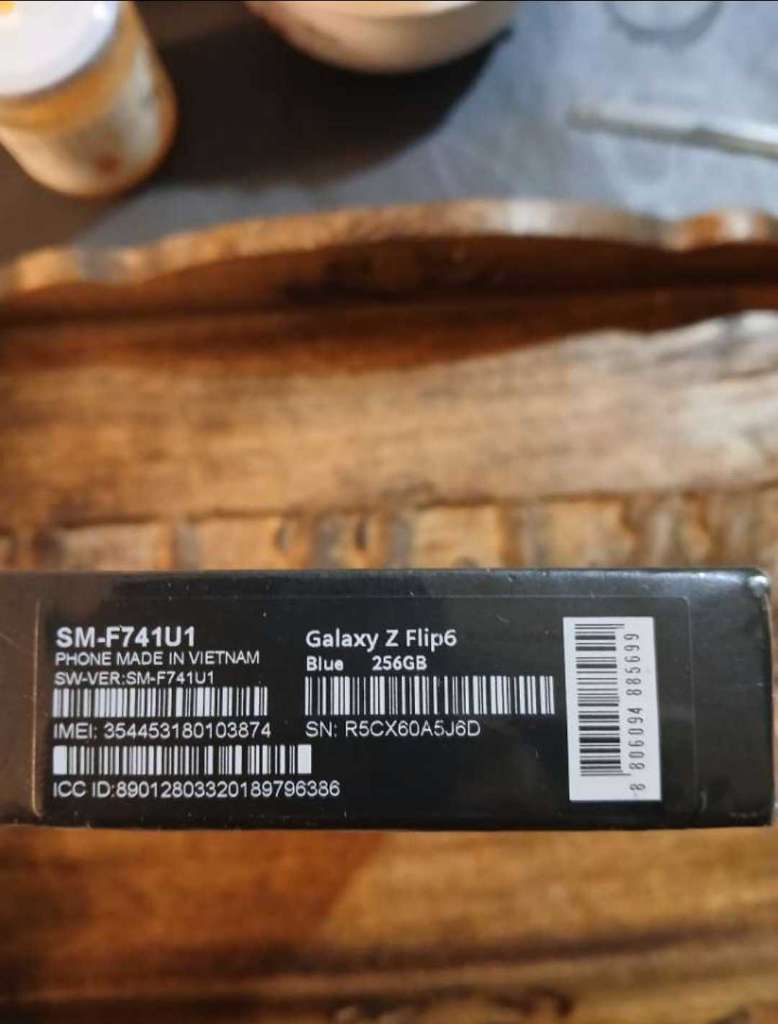 SM-F741U1
PHONE MADE IN VIETNAM
SW-VER:SM-F741U1
IMEI: 354453180103874
ICC ID:89012803320189796386
Galaxy Z Flip6
Blue 256GB
SN: R5CX60A5J6D
8 806094 885699